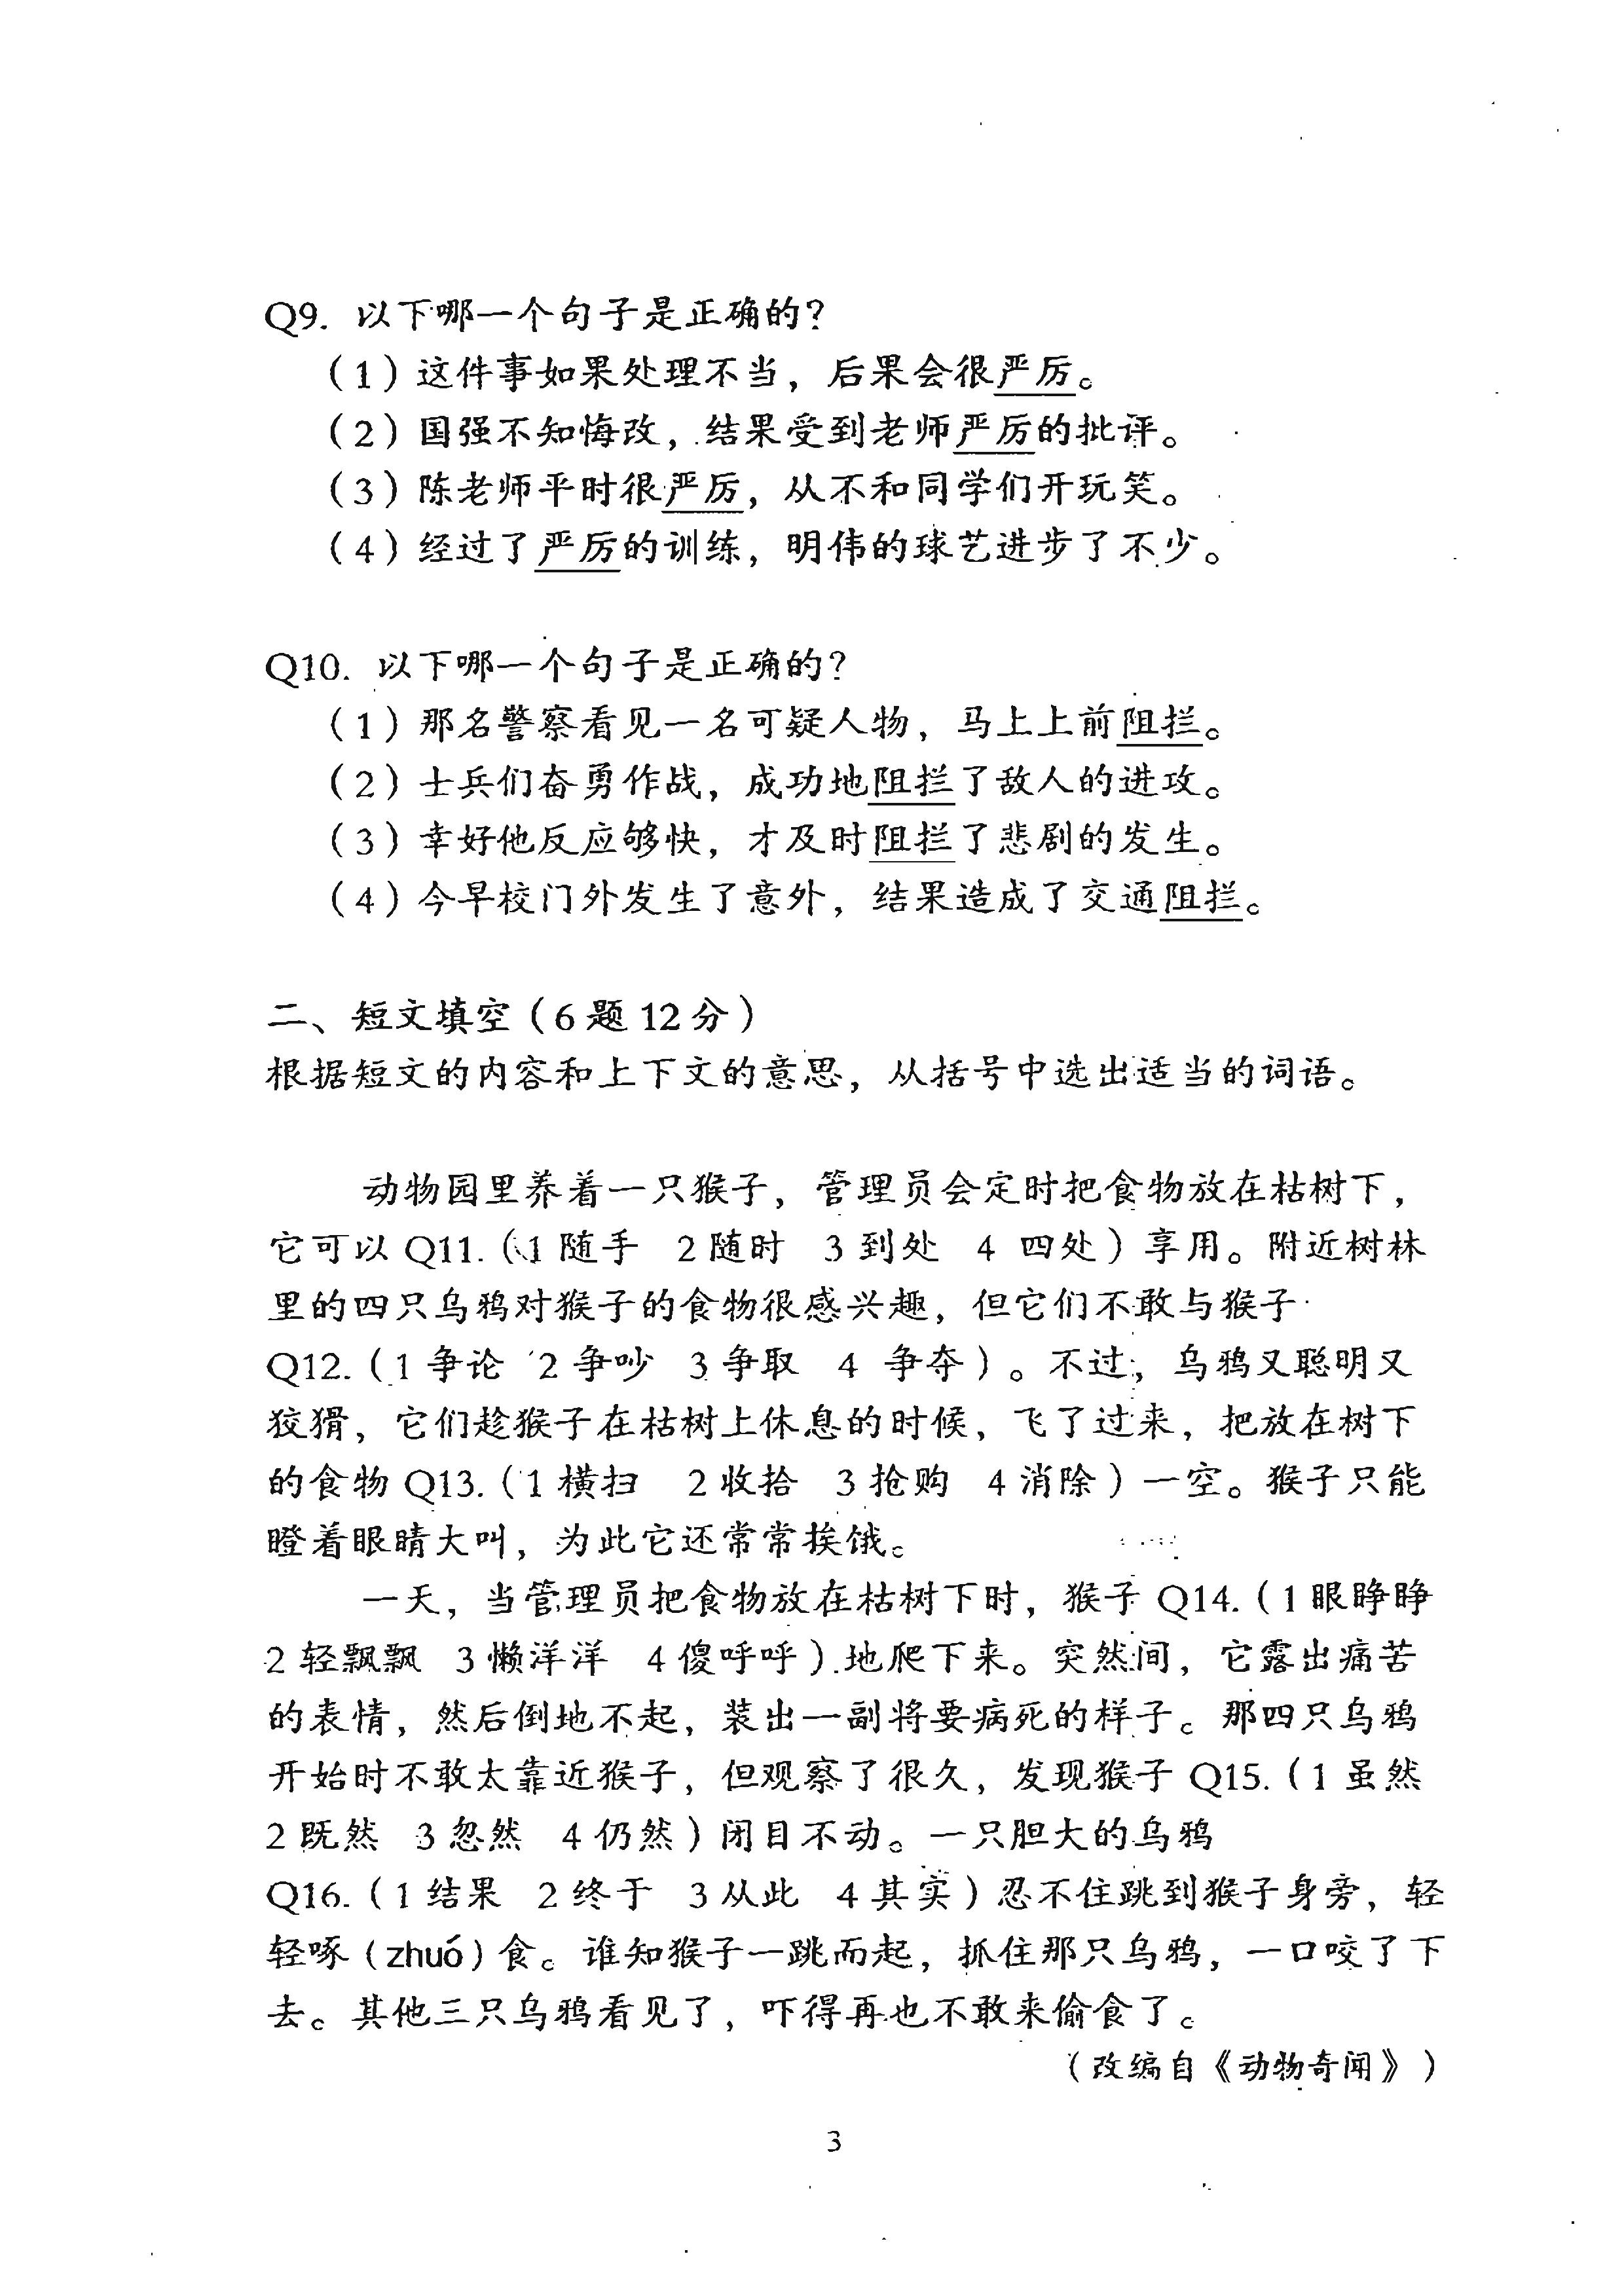 Q9. 以下哪一个句子是正确的？
（1）这件事如果处理不当，后果会很严厉。
（2）国强不知悔改，结果受到老师严厉的批评。
（3）陈老师平时很严厉，从不和同学们开玩笑。
（4）经过了严厉的训练，明伟的球艺进步了不少。
Q10. 以下哪一个句子是正确的？
（1）那名警察看见一名可疑人物，马上上前阻拦。
（2）士兵们奋勇作战，成功地阻拦了敌人的进攻。
（3）幸好他反应够快，才及时阻拦了悲剧的发生。
（4）今早校门外发生了意外，结果造成了交通阻拦。
二、短文填空（6题12分）
根据短文的内容和上下文的意思，从括号中选出适当的词语。
动物园里养着一只猴子，管理员会定时把食物放在枯树下，
它可以Q11.（1 随手 2 随时 3 到处 4 四处）享用。附近树林
里的四只乌鸦对猴子的食物很感兴趣，但它们不敢与猴子
Q12.（1 争论 2 争吵 3 争取 4 争夺）。不过，乌鸦又聪明又
狡猾，它们趁猴子在枯树上休息的时候，飞了过来，把放在树下
的食物Q13.（1 横扫 2 收拾 3 抢购 4 消除）一空。猴子只能
瞪着眼睛大叫，为此它还常常挨饿。
一天，当管理员把食物放在枯树下时，猴子Q14.（1 眼睁睁
2 轻飘飘 3 懒洋洋 4 傻呼呼）地爬下来。突然间，它露出痛苦
的表情，然后倒地不起，装出一副将要病死的样子。那四只乌鸦
开始时不敢太靠近猴子，但观察了很久，发现猴子Q15.（1 虽然
2 既然 3 忽然 4 仍然）闭目不动。一只胆大的乌鸦
Q16.（1 结果 2 终于 3 从此 4 其实）忍不住跳到猴子身旁，轻
轻啄（zhuó）食。谁知猴子一跳而起，抓住那只乌鸦，一口咬了下
去。其他三只乌鸦看见了，吓得再也不敢来偷食了。
（改编自《动物奇闻》）
3